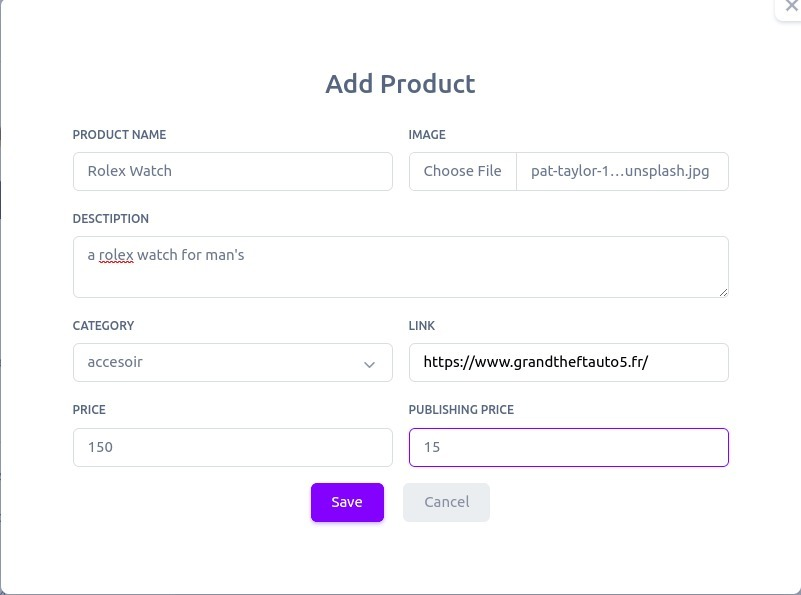 Add Product
PRODUCT NAME
IMAGE
Rolex Watch
Choose File
pat-taylor-1...unsplash.jpg
DESCTIPTION
a rolex watch for man's
CATEGORY
LINK
accesoir
https://www.grandtheftauto5.fr/
PRICE
PUBLISHING PRICE
150
15
Save
Cancel